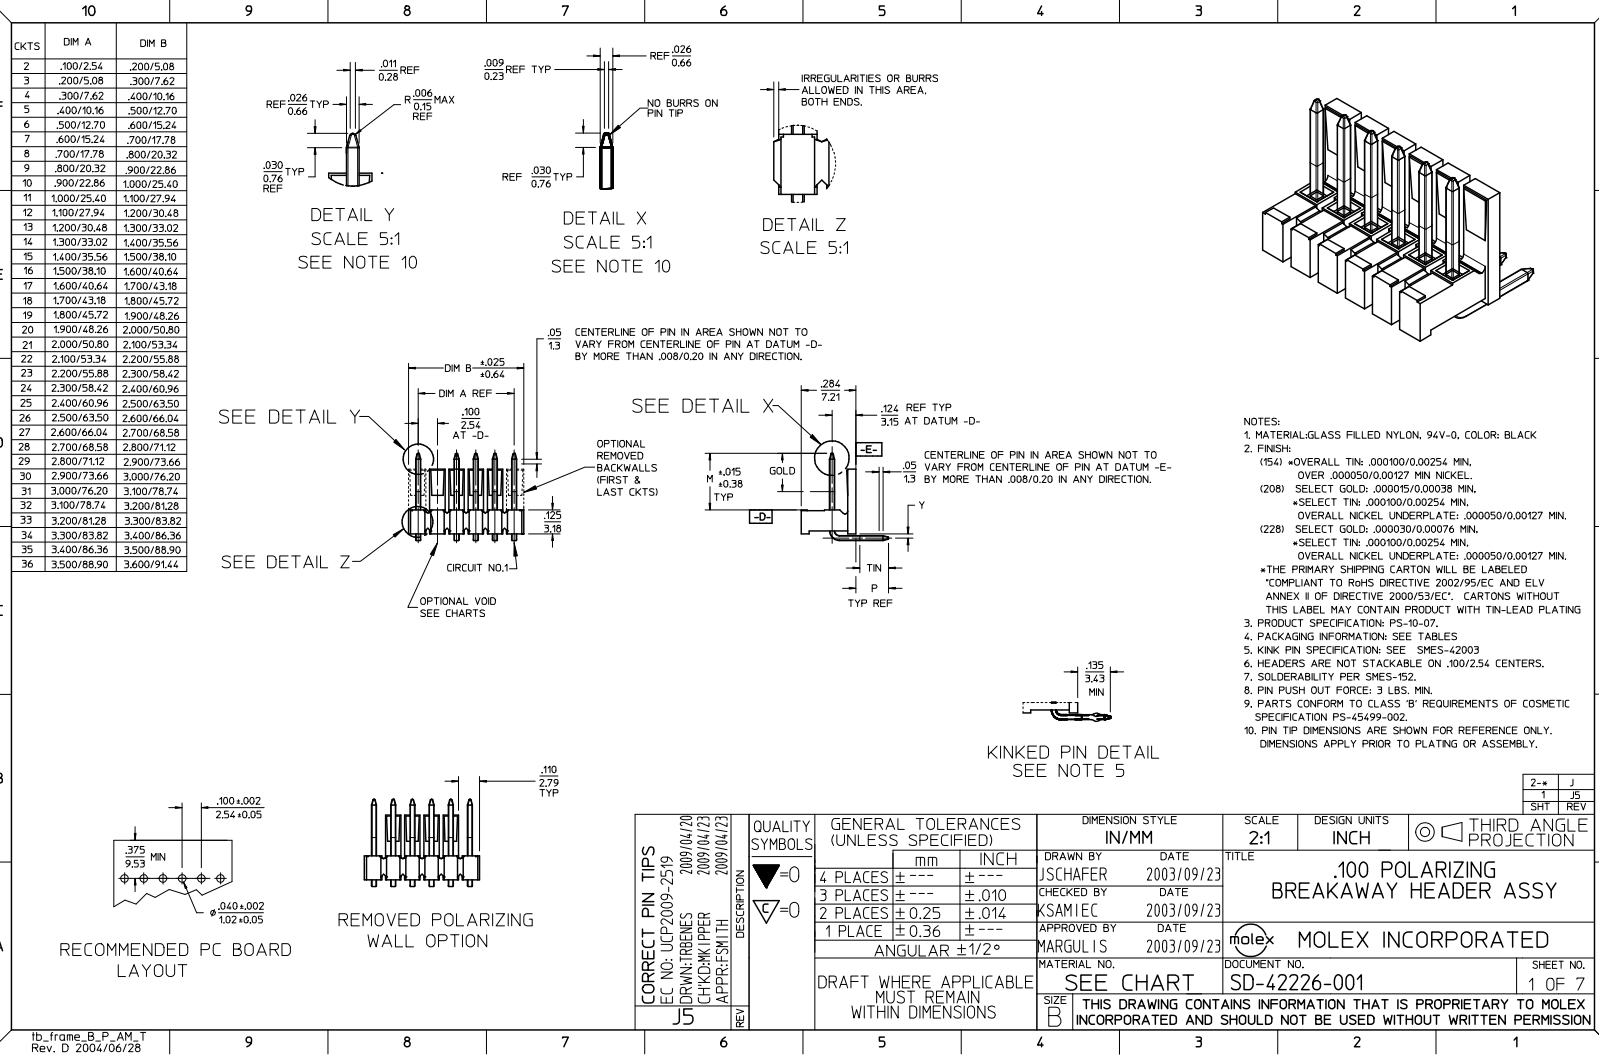 10 9 8 7 6 5 4 3 2 1
CKTS DIM A DIM B
2 .100/2.54 .200/5.08
3 .200/5.08 .300/7.62
4 .300/7.62 .400/10.16
5 .400/10.16 .500/12.70
6 .500/12.70 .600/15.24
7 .600/15.24 .700/17.78
8 .700/17.78 .800/20.32
9 .800/20.32 .900/22.86
10 .900/22.86 1.000/25.40
11 1.000/25.40 1.100/27.94
12 1.100/27.94 1.200/30.48
13 1.200/30.48 1.300/33.02
14 1.300/33.02 1.400/35.56
15 1.400/35.56 1.500/38.10
16 1.500/38.10 1.600/40.64
17 1.600/40.64 1.700/43.18
18 1.700/43.18 1.800/45.72
19 1.800/45.72 1.900/48.26
20 1.900/48.26 2.000/50.80
21 2.000/50.80 2.100/53.34
22 2.100/53.34 2.200/55.88
23 2.200/55.88 2.300/58.42
24 2.300/58.42 2.400/60.96
25 2.400/60.96 2.500/63.50
26 2.500/63.50 2.600/66.04
27 2.600/66.04 2.700/68.58
28 2.700/68.58 2.800/71.12
29 2.800/71.12 2.900/73.66
30 2.900/73.66 3.000/76.20
31 3.000/76.20 3.100/78.74
32 3.100/78.74 3.200/81.28
33 3.200/81.28 3.300/83.82
34 3.300/83.82 3.400/86.36
35 3.400/86.36 3.500/88.90
36 3.500/88.90 3.600/91.44
.011
0.28 REF
REF .026
0.66 TYP
R .006
0.15 MAX
REF
.030
0.76 TYP
REF
DETAIL Y
SCALE 5:1
SEE NOTE 10
.009
0.23 REF TYP
REF .026
0.66
NO BURRS ON
PIN TIP
REF .030
0.76 TYP
DETAIL X
SCALE 5:1
SEE NOTE 10
IRREGULARITIES OR BURRS
ALLOWED IN THIS AREA,
BOTH ENDS.
DETAIL Z
SCALE 5:1
.05
1.3
CENTERLINE OF PIN IN AREA SHOWN NOT TO
VARY FROM CENTERLINE OF PIN AT DATUM -D-
BY MORE THAN .008/0.20 IN ANY DIRECTION.
DIM B ±.025
±0.64
DIM A REF
.100
2.54
AT -D-
SEE DETAIL Y
OPTIONAL
REMOVED
BACKWALLS
(FIRST &
LAST CKTS)
.125
3.18
SEE DETAIL Z
CIRCUIT NO.1
OPTIONAL VOID
SEE CHARTS
.284
7.21
SEE DETAIL X
.124
3.15 REF TYP
AT DATUM -D-
-E-
.05
1.3
CENTERLINE OF PIN IN AREA SHOWN NOT TO
VARY FROM CENTERLINE OF PIN AT DATUM -E-
BY MORE THAN .008/0.20 IN ANY DIRECTION.
GOLD
M ±.015
±0.38
TYP
-D-
Y
TIN
P
TYP REF
NOTES:
1. MATERIAL:GLASS FILLED NYLON, 94V-0, COLOR: BLACK
2. FINISH:
(154) *OVERALL TIN: .000100/0.00254 MIN,
OVER .000050/0.00127 MIN NICKEL.
(208) SELECT GOLD: .000015/0.00038 MIN,
*SELECT TIN: .000100/0.00254 MIN,
OVERALL NICKEL UNDERPLATE: .000050/0.00127 MIN.
(228) SELECT GOLD: .000030/0.00076 MIN.
*SELECT TIN: .000100/0.00254 MIN,
OVERALL NICKEL UNDERPLATE: .000050/0.00127 MIN.
*THE PRIMARY SHIPPING CARTON WILL BE LABELED
"COMPLIANT TO RoHS DIRECTIVE 2002/95/EC AND ELV
ANNEX II OF DIRECTIVE 2000/53/EC". CARTONS WITHOUT
THIS LABEL MAY CONTAIN PRODUCT WITH TIN-LEAD PLATING
3. PRODUCT SPECIFICATION: PS-10-07.
4. PACKAGING INFORMATION: SEE TABLES
5. KINK PIN SPECIFICATION: SEE SMES-42003
6. HEADERS ARE NOT STACKABLE ON .100/2.54 CENTERS.
7. SOLDERABILITY PER SMES-152.
8. PIN PUSH OUT FORCE: 3 LBS. MIN.
9. PARTS CONFORM TO CLASS 'B' REQUIREMENTS OF COSMETIC
SPECIFICATION PS-45499-002.
10. PIN TIP DIMENSIONS ARE SHOWN FOR REFERENCE ONLY.
DIMENSIONS APPLY PRIOR TO PLATING OR ASSEMBLY.
.135
3.43
MIN
KINKED PIN DETAIL
SEE NOTE 5
.100±.002
2.54±0.05
.375
9.53 MIN
ø .040±.002
1.02±0.05
RECOMMENDED PC BOARD
LAYOUT
.110
2.79
TYP
REMOVED POLARIZING
WALL OPTION
2-* J
1 J5
SHT REV
CORRECT PIN TIPS
EC NO: UCP2009-2519
DRWN:TRBENES 2009/04/20
CH'KD:MKIPPER 2009/04/23
APPR:FSMITH 2009/04/23
J5
DESCRIPTION
REV
QUALITY
SYMBOLS
=0
C =0
GENERAL TOLERANCES
(UNLESS SPECIFIED)
mm INCH
4 PLACES ±--- ±---
3 PLACES ±--- ±.010
2 PLACES ±0.25 ±.014
1 PLACE ±0.36 ±---
ANGULAR ±1/2°
DRAFT WHERE APPLICABLE
MUST REMAIN
WITHIN DIMENSIONS
DIMENSION STYLE
IN/MM
SCALE
2:1
DESIGN UNITS
INCH
THIRD ANGLE
PROJECTION
DRAWN BY DATE
JSCHAFER 2003/09/23
CHECKED BY DATE
KSAMIEC 2003/09/23
APPROVED BY DATE
MARGULIS 2003/09/23
TITLE
.100 POLARIZING
BREAKAWAY HEADER ASSY
molex MOLEX INCORPORATED
MATERIAL NO.
SEE CHART
DOCUMENT NO.
SD-42226-001
SHEET NO.
1 OF 7
SIZE
B
THIS DRAWING CONTAINS INFORMATION THAT IS PROPRIETARY TO MOLEX
INCORPORATED AND SHOULD NOT BE USED WITHOUT WRITTEN PERMISSION
tb_frame_B_P_AM_T
Rev. D 2004/06/28
9 8 7 6 5 4 3 2 1